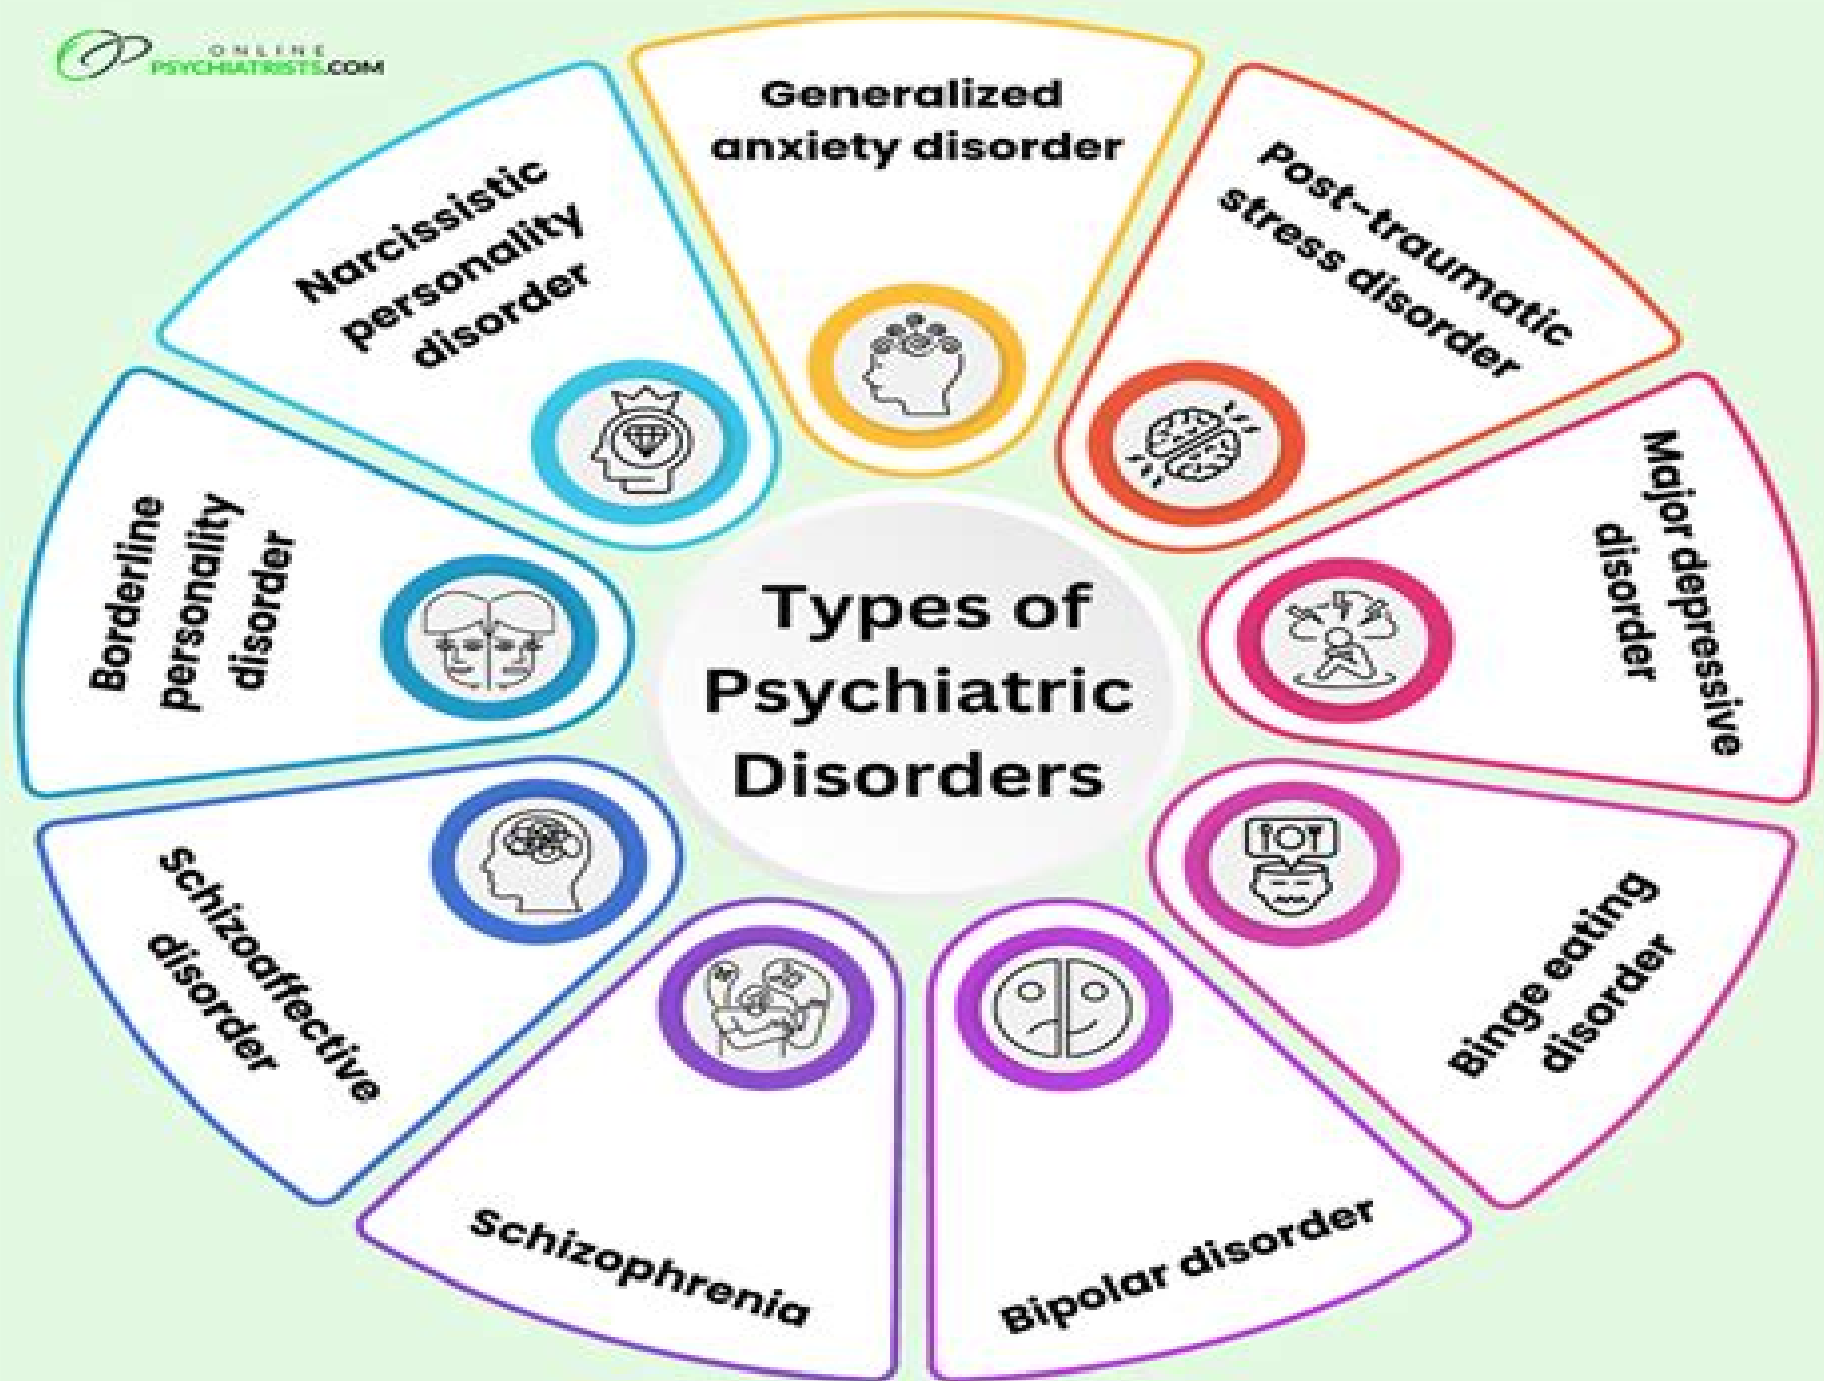 ONLINE
PSYCHIATRISTS.COM
Generalized
anxiety disorder
Post-traumatic
stress disorder
Major depressive
disorder
Binge eating
disorder
Bipolar disorder
Schizophrenia
Schizoaffective
disorder
Borderline
personality
disorder
Narcissistic
personality
disorder
Types of
Psychiatric
Disorders